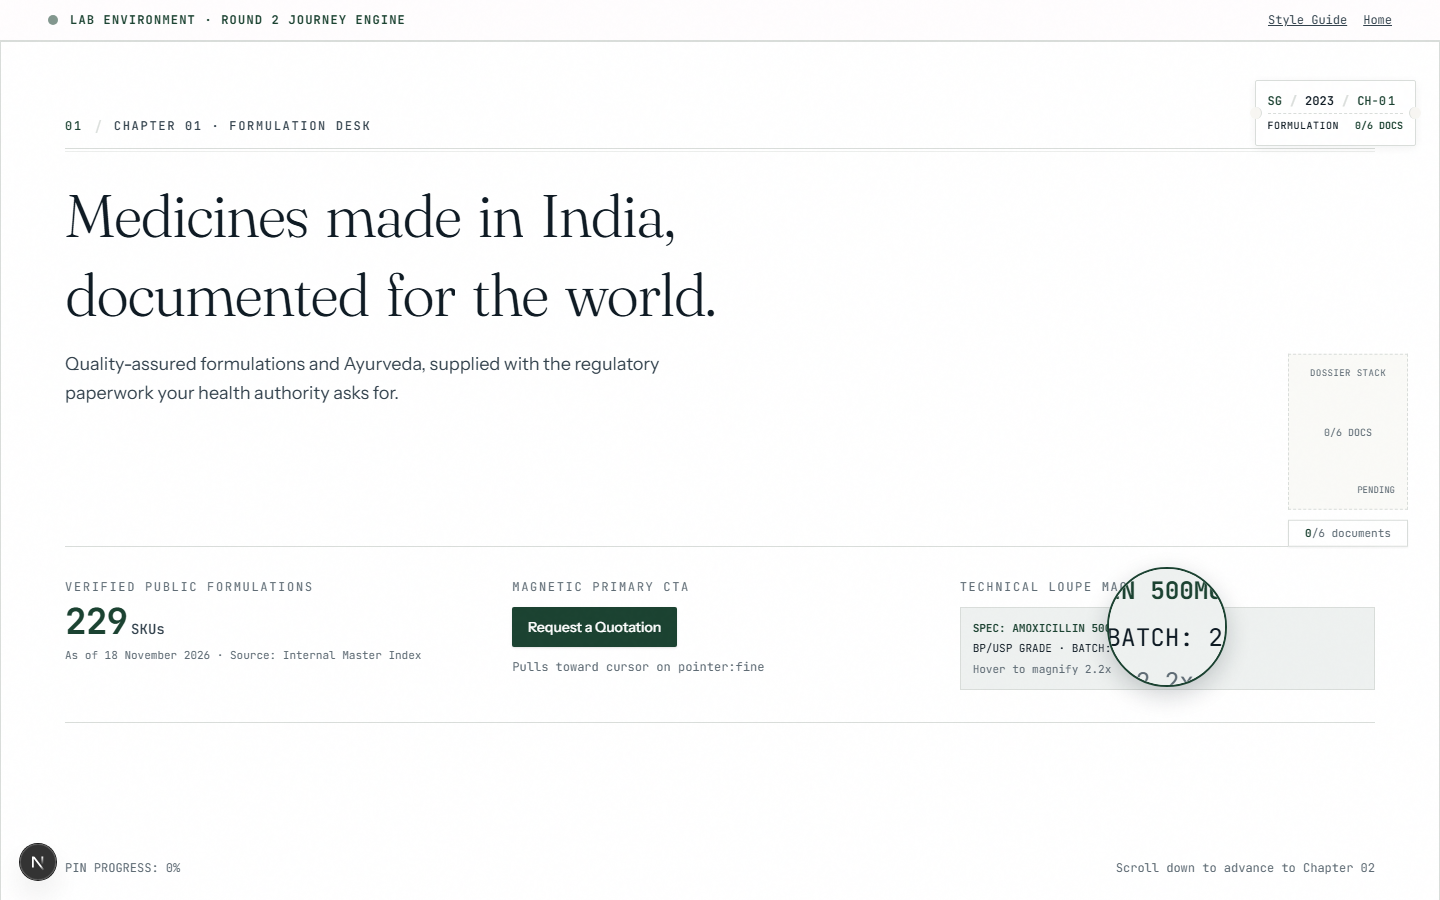 LAB ENVIRONMENT · ROUND 2 JOURNEY ENGINE
Style Guide Home
SG / 2023 / CH-01
FORMULATION 0/6 DOCS
01 / CHAPTER 01 · FORMULATION DESK
Medicines made in India,
documented for the world.
Quality-assured formulations and Ayurveda, supplied with the regulatory
paperwork your health authority asks for.
DOSSIER STACK
0/6 DOCS
PENDING
0/6 documents
VERIFIED PUBLIC FORMULATIONS
229 SKUs
As of 18 November 2026 · Source: Internal Master Index
MAGNETIC PRIMARY CTA
Request a Quotation
Pulls toward cursor on pointer:fine
TECHNICAL LOUPE
SPEC: AMOXICILLIN
BP/USP GRADE · BATCH:
Hover to magnify 2.2x
500M
BATCH: 2
2.2x
N PIN PROGRESS: 0%
Scroll down to advance to Chapter 02